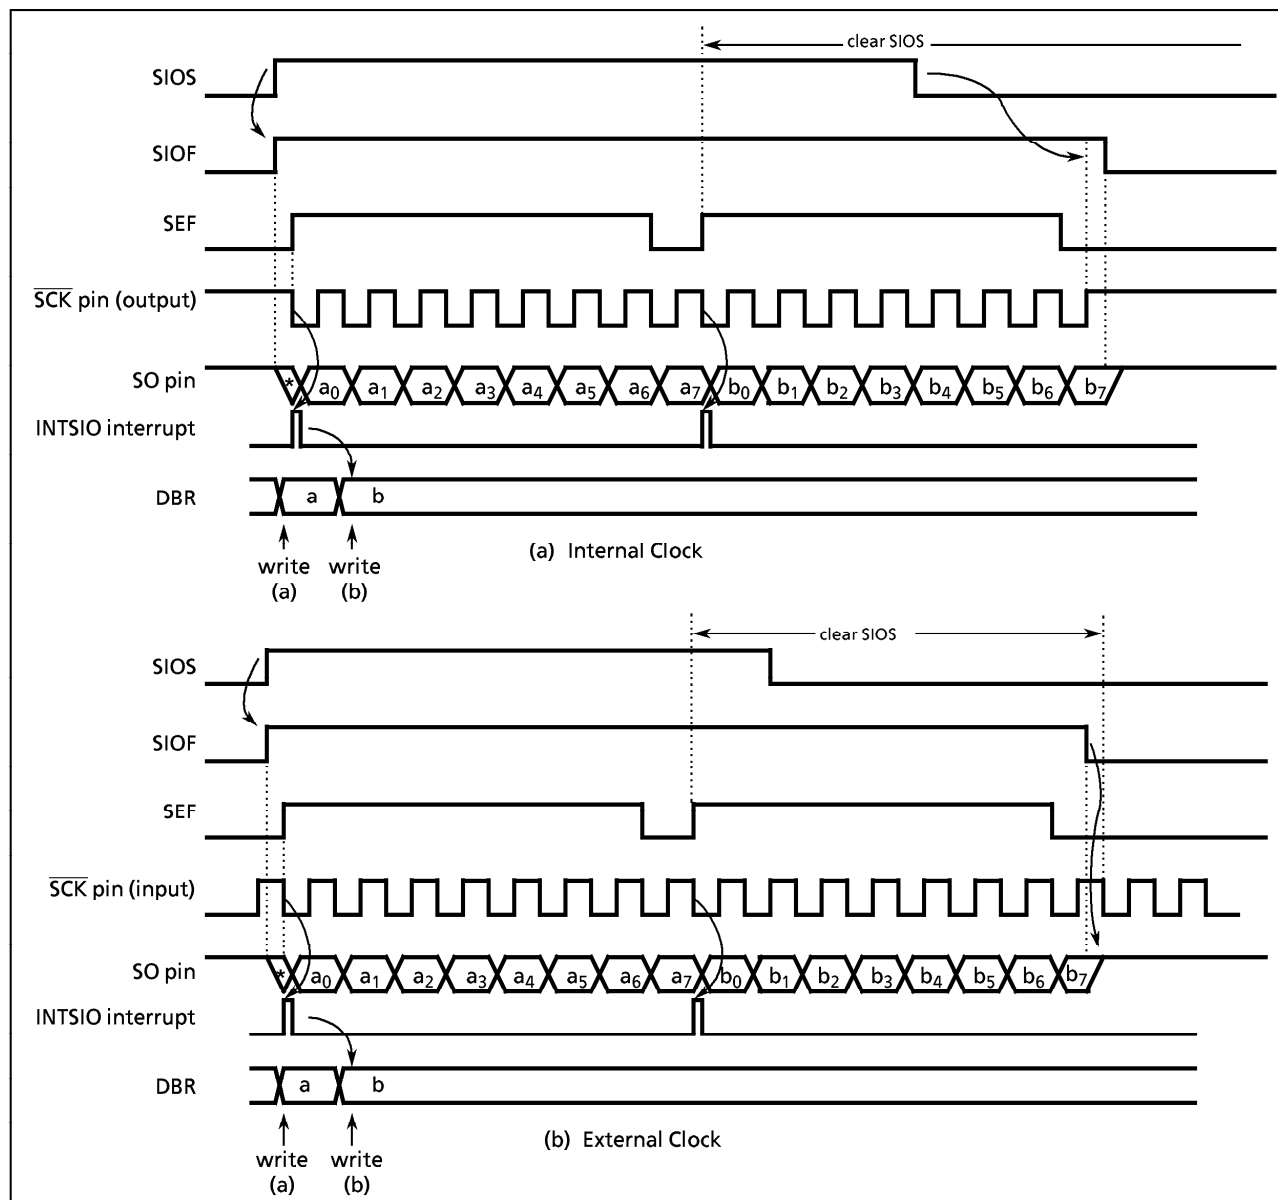 clear SIOS
SIOS
SIOF
SEF
S̅C̅K̅ pin (output)
SO pin
* a₀ a₁ a₂ a₃ a₄ a₅ a₆ a₇ b₀ b₁ b₂ b₃ b₄ b₅ b₆ b₇
INTSIO interrupt
DBR
a b
(a) Internal Clock
write write
(a) (b)
clear SIOS
SIOS
SIOF
SEF
S̅C̅K̅ pin (input)
SO pin
* a₀ a₁ a₂ a₃ a₄ a₅ a₆ a₇ b₀ b₁ b₂ b₃ b₄ b₅ b₆ b₇
INTSIO interrupt
DBR
a b
(b) External Clock
write write
(a) (b)